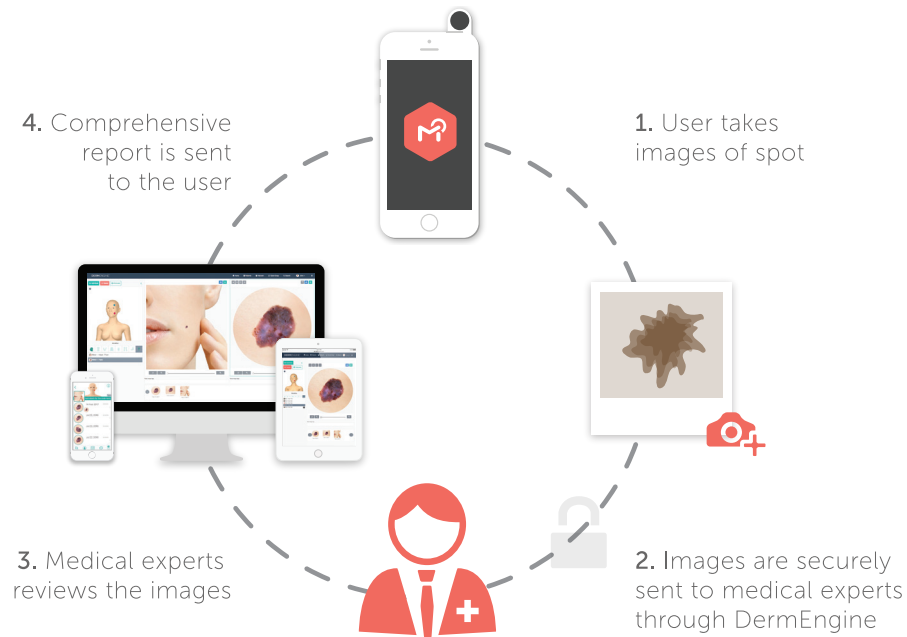 1. User takes
images of spot
2. Images are securely
sent to medical experts
through DermEngine
3. Medical experts
reviews the images
4. Comprehensive
report is sent
to the user